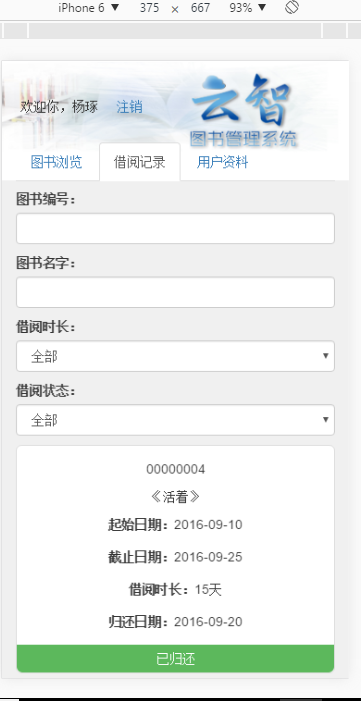 iPhone 6 ▼ 375 × 667 93% ▼
欢迎你，杨琢 注销
云智
图书管理系统
图书浏览 借阅记录 用户资料
图书编号：
图书名字：
借阅时长：
全部
借阅状态：
全部
00000004
《活着》
起始日期：2016-09-10
截止日期：2016-09-25
借阅时长：15天
归还日期：2016-09-20
已归还